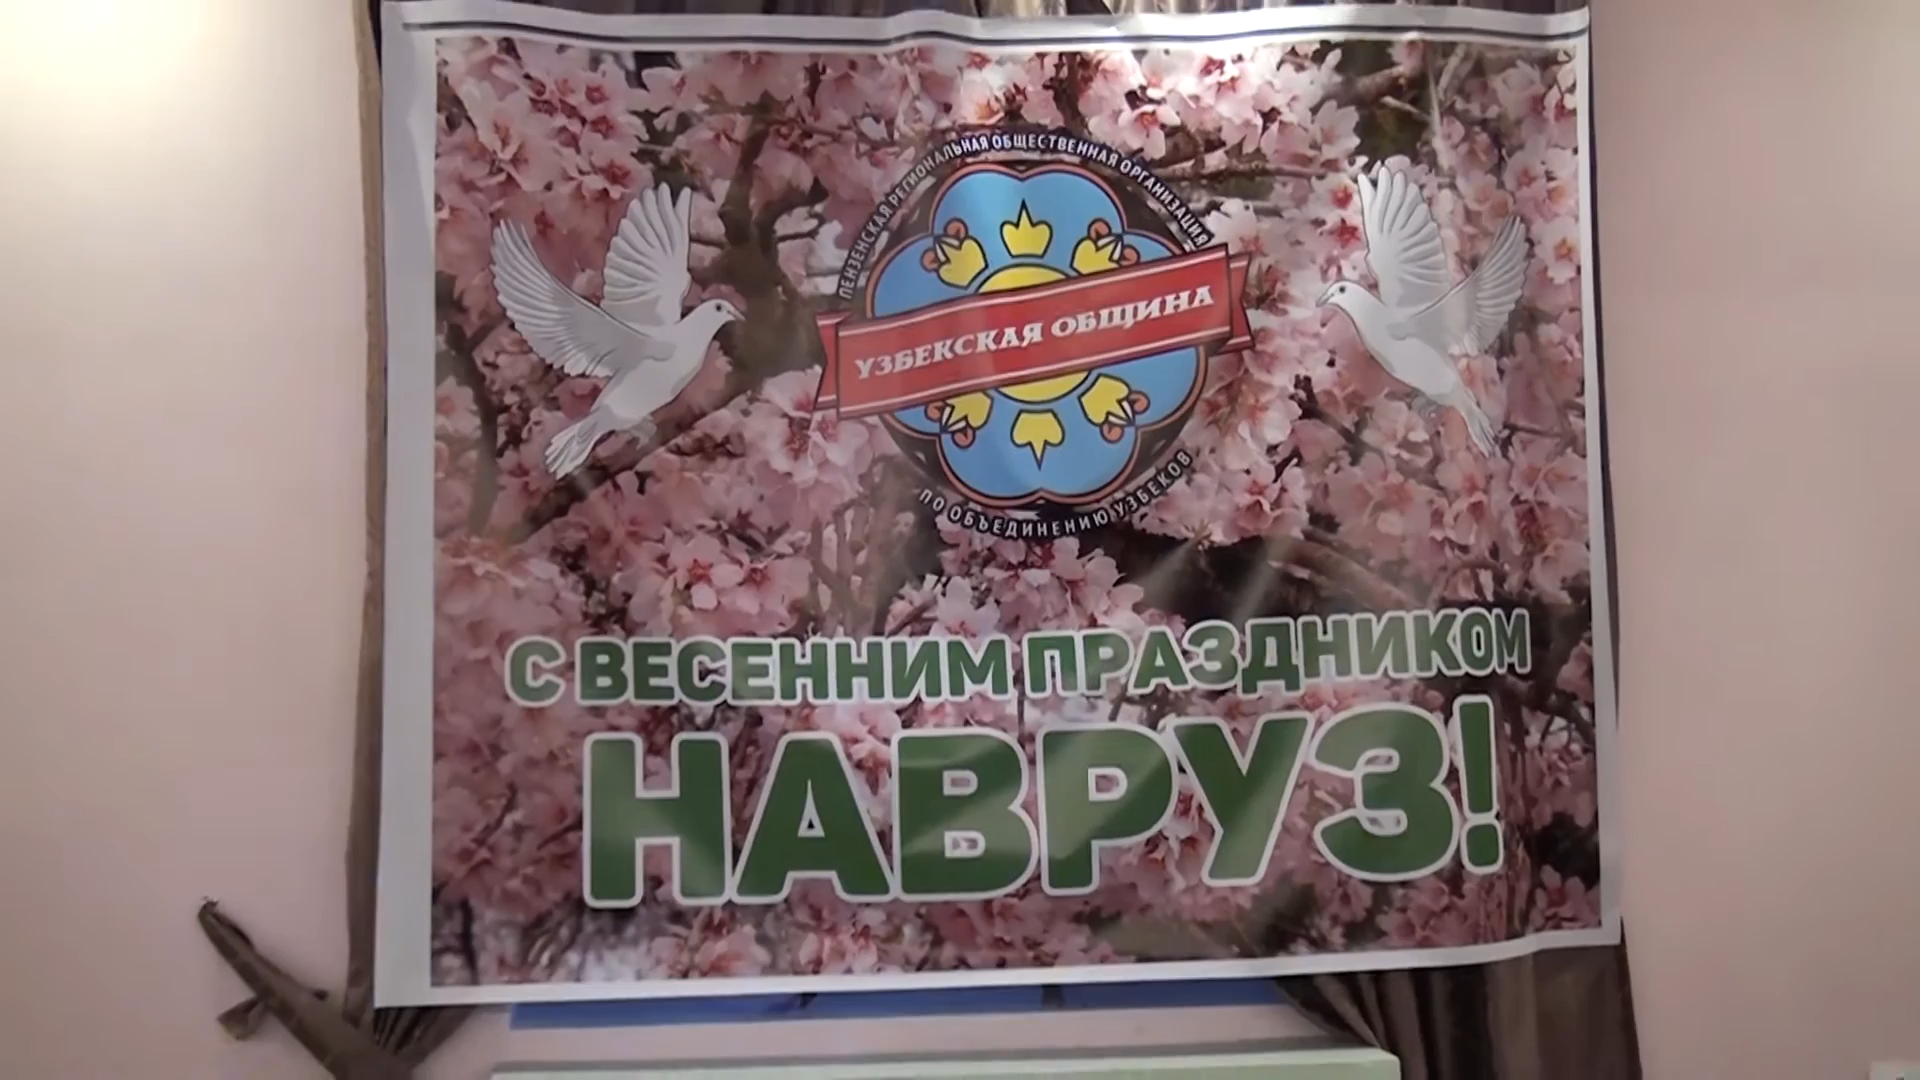 ПЕНЗЕНСКАЯ РЕГИОНАЛЬНАЯ ОБЩЕСТВЕННАЯ ОРГАНИЗАЦИЯ
УЗБЕКСКАЯ ОБЩИНА
ПО ОБЪЕДИНЕНИЮ УЗБЕКОВ
С ВЕСЕННИМ ПРАЗДНИКОМ
НАВРУЗ!